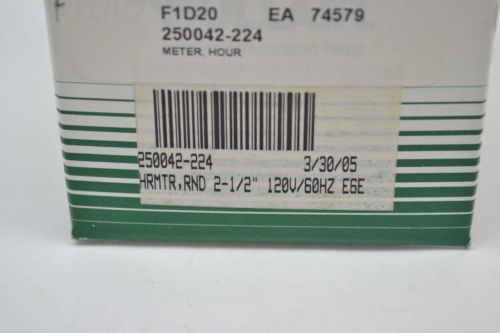 F1D20 EA 74579
250042-224
METER, HOUR
250042-224 3/30/05
HRMTR,RND 2-1/2" 120V/60HZ E6E